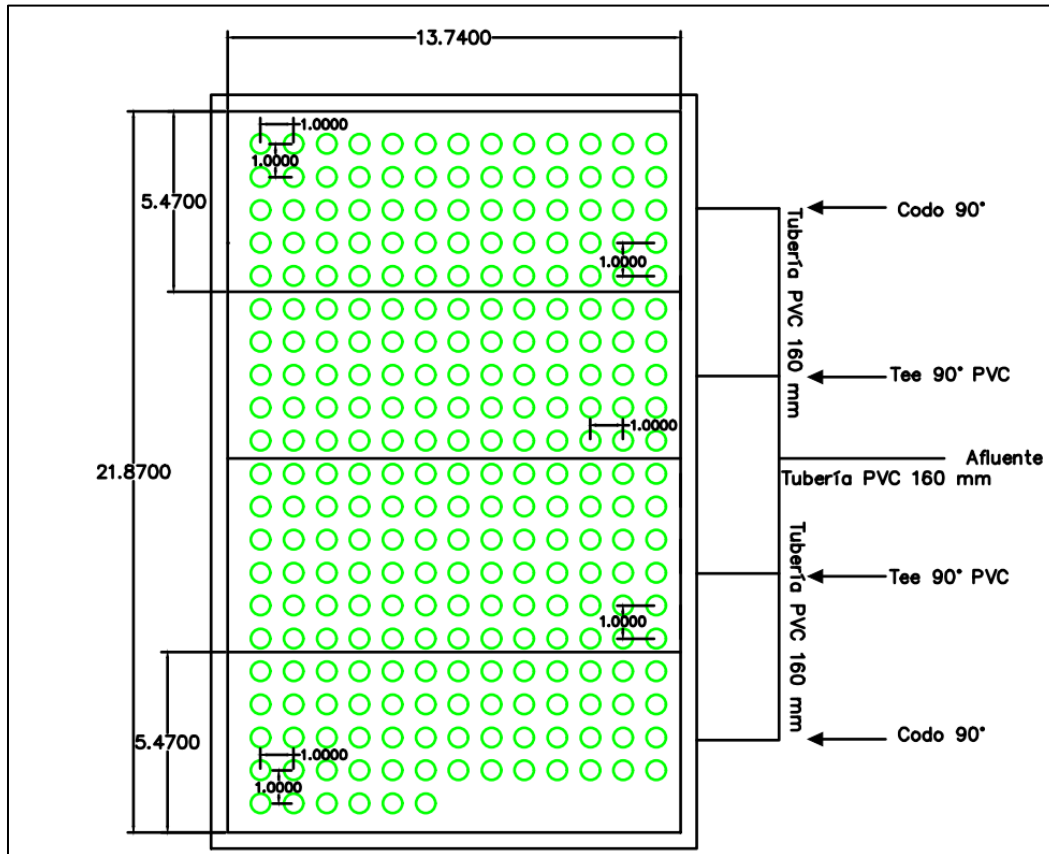 13.7400
1.0000
1.0000
5.4700
Codo 90°
Tubería PVC 160 mm
1.0000
Tee 90° PVC
1.0000
21.8700
Afluente
Tubería PVC 160 mm
Tubería PVC 160 mm
Tee 90° PVC
1.0000
5.4700
Codo 90°
1.0000
1.0000